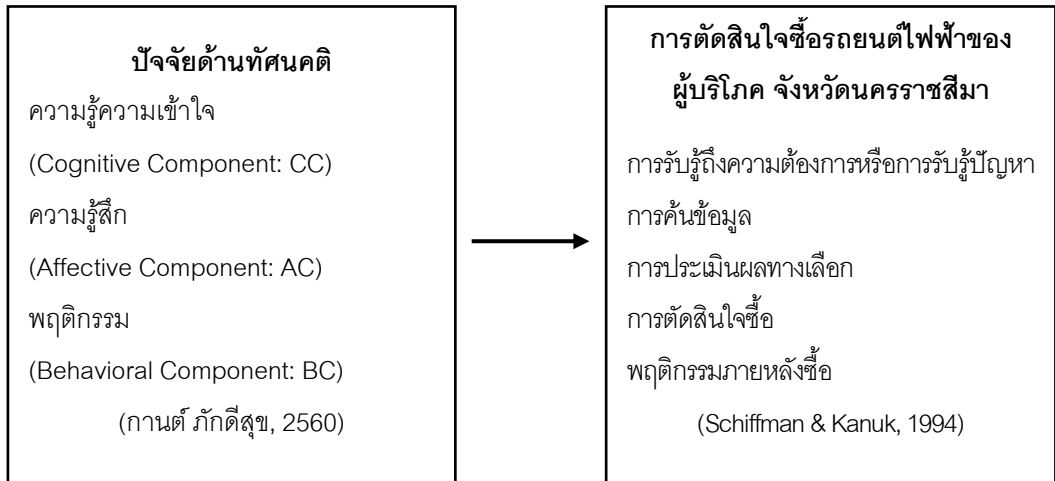 ปัจจัยด้านทัศนคติ
ความรู้ความเข้าใจ
(Cognitive Component: CC)
ความรู้สึก
(Affective Component: AC)
พฤติกรรม
(Behavioral Component: BC)
(กานต์ ภักดีสุข, 2560)
การตัดสินใจซื้อรถยนต์ไฟฟ้าของ
ผู้บริโภค จังหวัดนครราชสีมา
การรับรู้ถึงความต้องการหรือการรับรู้ปัญหา
การค้นข้อมูล
การประเมินผลทางเลือก
การตัดสินใจซื้อ
พฤติกรรมภายหลังซื้อ
(Schiffman & Kanuk, 1994)